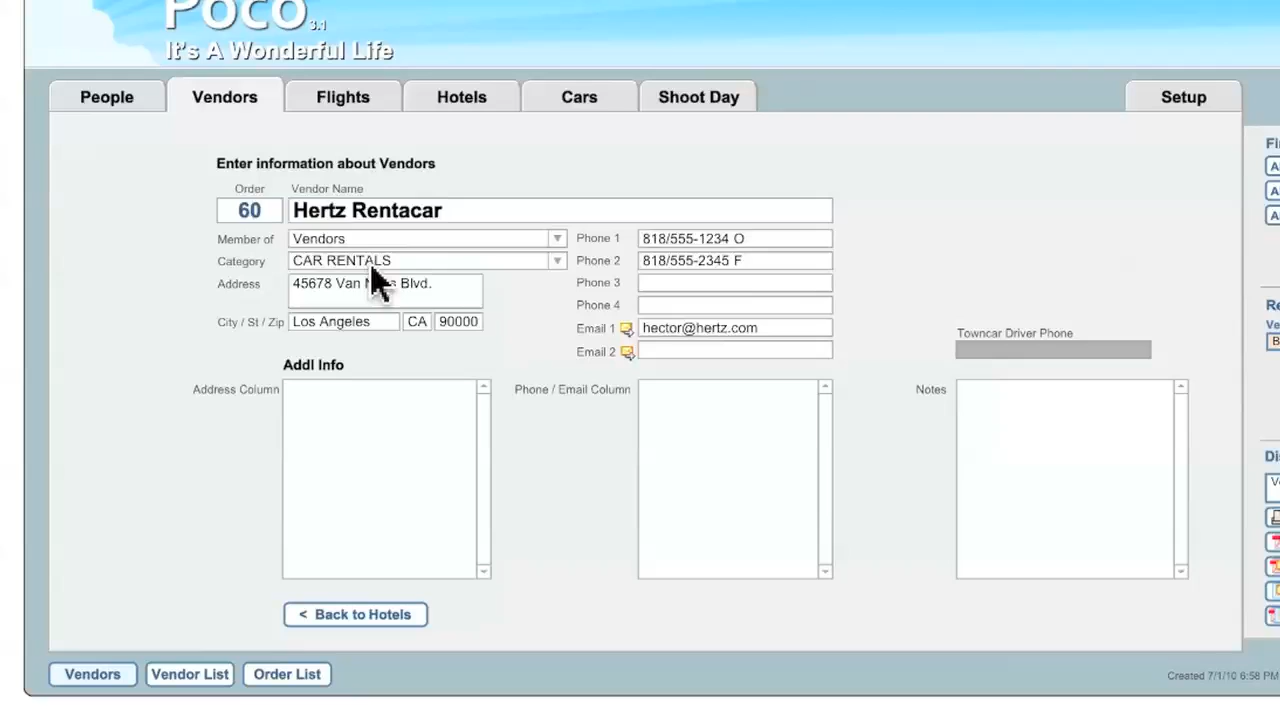 Poco 3.1
It's A Wonderful Life
People Vendors Flights Hotels Cars Shoot Day Setup
Enter information about Vendors
Order Vendor Name
60 Hertz Rentacar
Member of Vendors Phone 1 818/555-1234 O
Category CAR RENTALS Phone 2 818/555-2345 F
Address 45678 Van Blvd. Phone 3
Phone 4
City / St / Zip Los Angeles CA 90000 Email 1 hector@hertz.com
Towncar Driver Phone
Email 2
Addl Info
Address Column Phone / Email Column Notes
< Back to Hotels
Vendors Vendor List Order List
Created 7/1/10 6:58 PM